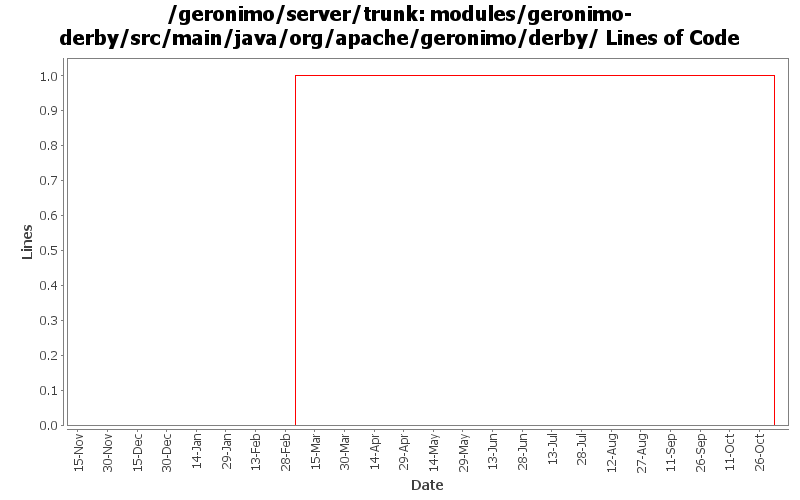 /geronimo/server/trunk: modules/geronimo-
derby/src/main/java/org/apache/geronimo/derby/ Lines of Code
1.0
0.9
0.8
0.7
0.6
0.5
0.4
0.3
0.2
0.1
0.0
Lines
15-Nov
30-Nov
15-Dec
30-Dec
14-Jan
29-Jan
13-Feb
28-Feb
15-Mar
30-Mar
14-Apr
29-Apr
14-May
29-May
13-Jun
28-Jun
13-Jul
28-Jul
12-Aug
27-Aug
11-Sep
26-Sep
11-Oct
26-Oct
Date